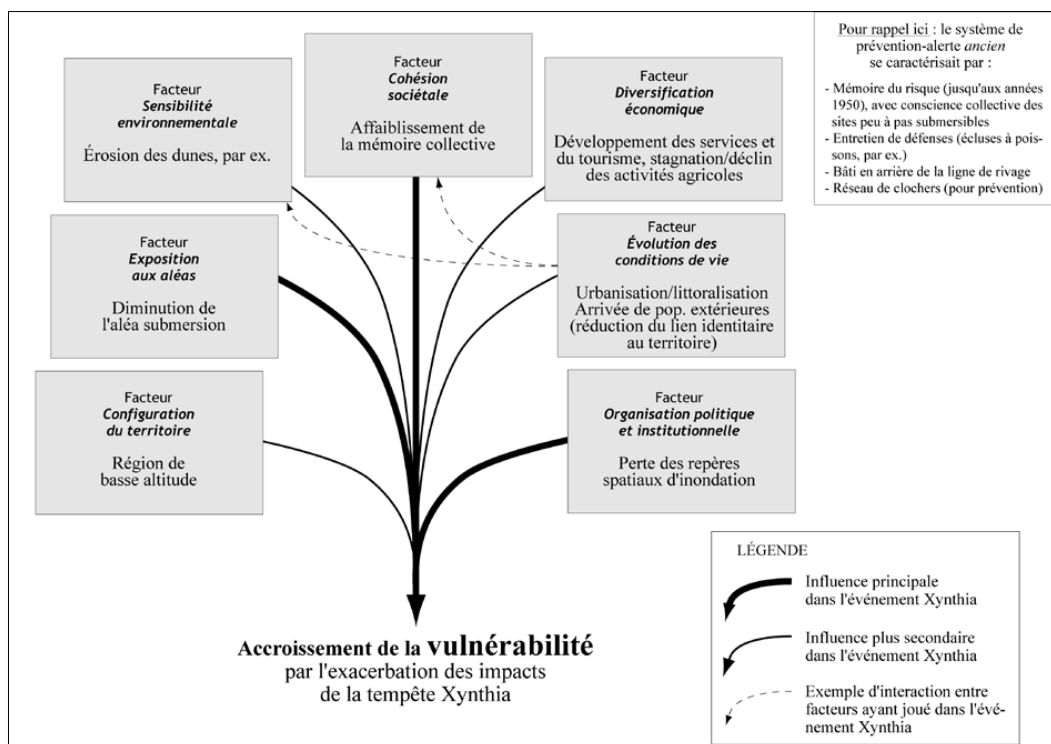 Facteur
Sensibilité
environnementale
Érosion des dunes, par ex.
Facteur
Cohésion
sociétale
Affaiblissement de
la mémoire collective
Facteur
Diversification
économique
Développement des services et
du tourisme, stagnation/déclin
des activités agricoles
Pour rappel ici : le système de
prévention-alerte ancien
se caractérisait par :
- Mémoire du risque (jusqu'aux années
1950), avec conscience collective des
sites peu à pas submersibles
- Entretien de défenses (écluses à pois-
sons, par ex.)
- Bâti en arrière de la ligne de rivage
- Réseau de clochers (pour prévention)
Facteur
Exposition
aux aléas
Diminution de
l'aléa submersion
Facteur
Évolution des
conditions de vie
Urbanisation/littoralisation
Arrivée de pop. extérieures
(réduction du lien identitaire
au territoire)
Facteur
Configuration
du territoire
Région de
basse altitude
Facteur
Organisation politique
et institutionnelle
Perte des repères
spatiaux d'inondation
Accroissement de la vulnérabilité
par l'exacerbation des impacts
de la tempête Xynthia
LÉGENDE
Influence principale
dans l'événement Xynthia
Influence plus secondaire
dans l'événement Xynthia
Exemple d'interaction entre
facteurs ayant joué dans l'évé-
nement Xynthia